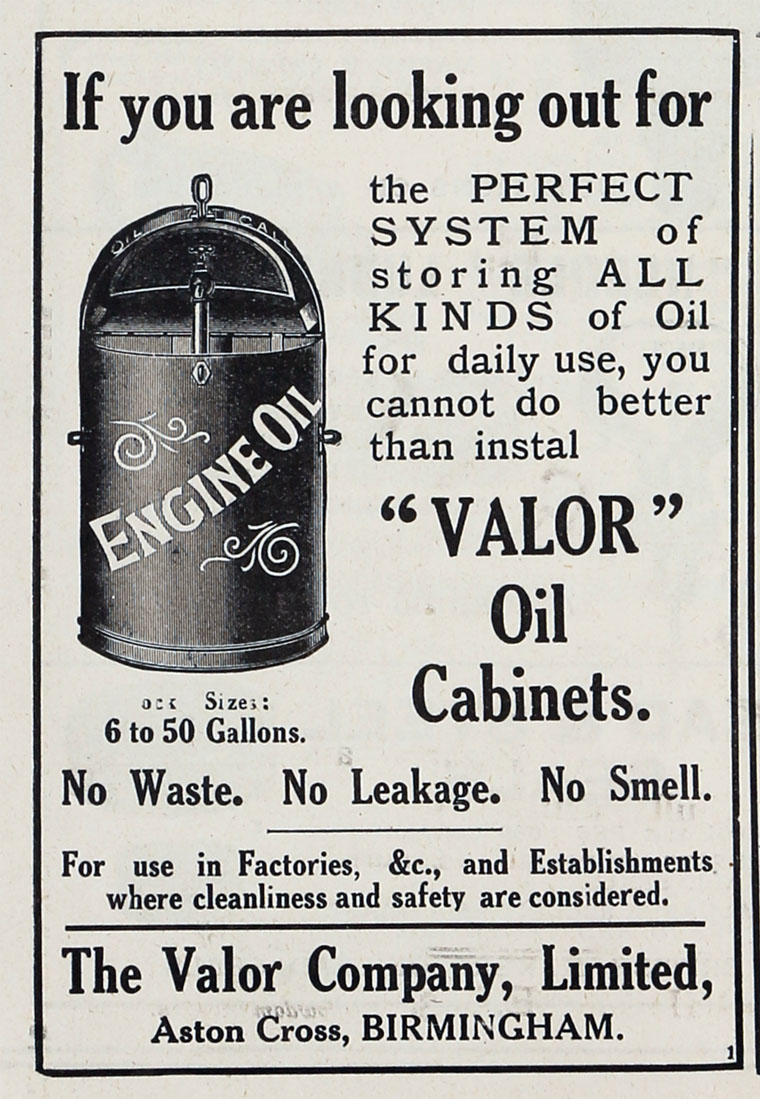 If you are looking out for
the PERFECT
SYSTEM of
storing ALL
KINDS of Oil
for daily use, you
cannot do better
than instal
"VALOR"
Oil
Cabinets.
OIL CAB
ENGINE OIL
Sizes:
6 to 50 Gallons.
No Waste. No Leakage. No Smell.
For use in Factories, &c., and Establishments
where cleanliness and safety are considered.
The Valor Company, Limited,
Aston Cross, BIRMINGHAM.
1